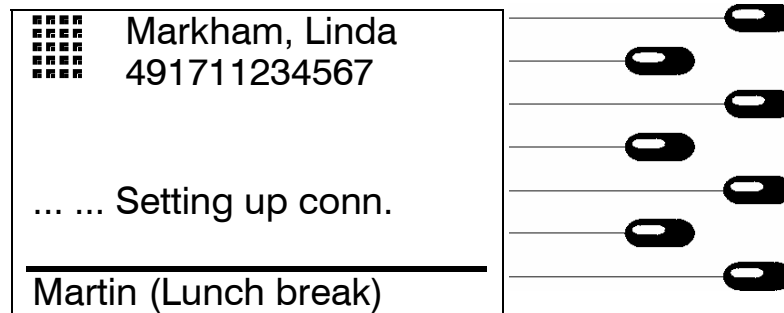 Markham, Linda
491711234567
... ... Setting up conn.
Martin (Lunch break)